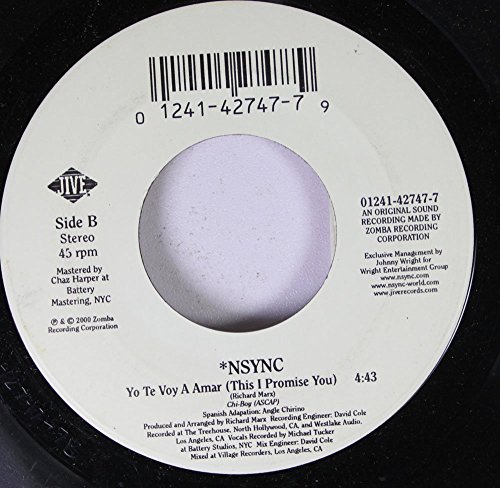 0 1241-42747-7 9
JIVE
Side B
Stereo
45 rpm
Mastered by
Chaz Harper at
Battery
Mastering, NYC
℗ & © 2000 Zomba
Recording Corporation
01241-42747-7
AN ORIGINAL SOUND
RECORDING MADE BY
ZOMBA RECORDING
CORPORATION
Exclusive Management by
Johnny Wright for
Wright Entertainment Group
www.nsync.com
www.nsync-world.com
www.jiverecords.com
*NSYNC
Yo Te Voy A Amar (This I Promise You) 4:43
(Richard Marx)
Chi-Boy (ASCAP)
Spanish Adapation: Angie Chirino
Produced and Arranged by Richard Marx Recording Engineer: David Cole
Recorded at The Treehouse, North Hollywood, CA, and Westlake Audio,
Los Angeles, CA Vocals Recorded by Michael Tucker
at Battery Studios, NYC Mix Engineer: David Cole
Mixed at Village Recorders, Los Angeles, CA